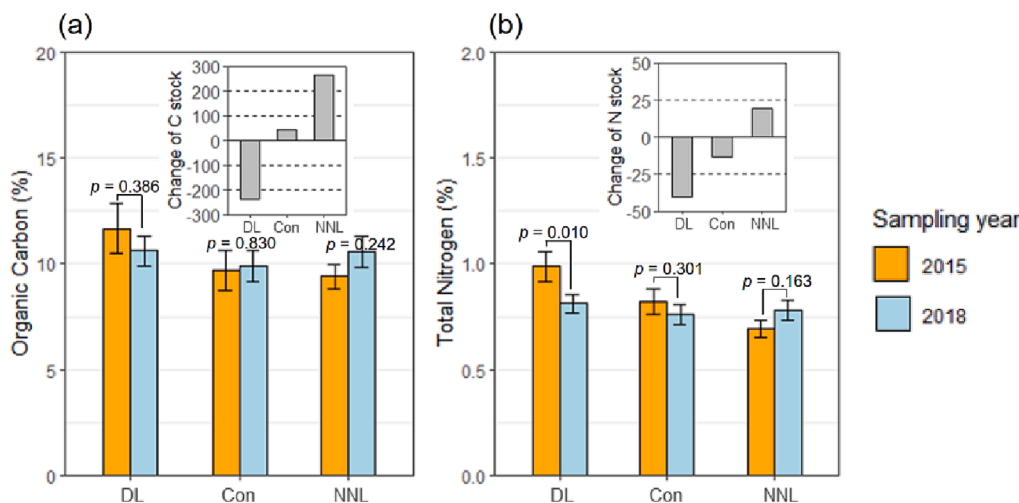 (a)
Organic Carbon (%)
20
15
10
5
0
Change of C stock
300
200
100
0
-100
-200
-300
DL Con NNL
p = 0.386
p = 0.830
p = 0.242
DL Con NNL
(b)
Total Nitrogen (%)
2.0
1.5
1.0
0.5
0.0
Change of N stock
50
25
0
-25
-50
DL Con NNL
p = 0.010
p = 0.301
p = 0.163
DL Con NNL
Sampling year
2015
2018